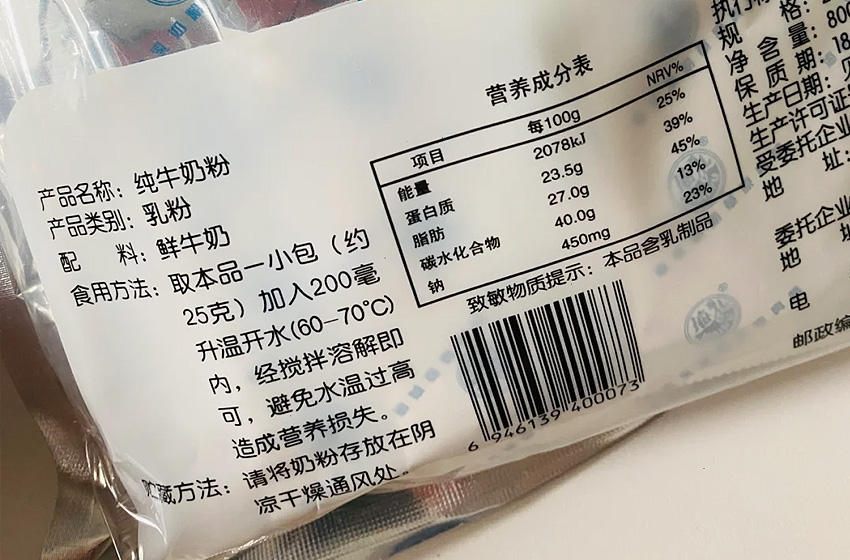 产品名称：纯牛奶粉
产品类别：乳粉
配　料：鲜牛奶
食用方法：取本品一小包（约
25克）加入200毫
升温开水(60—70℃)
内，经搅拌溶解即
可，避免水温过高
造成营养损失。
贮藏方法：请将奶粉存放在阴
凉干燥通风处。
营养成分表
项目 每100g NRV%
能量 2078kJ 25%
蛋白质 23.5g 39%
脂肪 27.0g 45%
碳水化合物 40.0g 13%
钠 450mg 23%
致敏物质提示：本品含乳制品
6 946139 400073
执行标
规　格：
净含量：800
保质期：18
生产日期：见
生产许可证
受委托企业
地　址：
委托企业
地
电
邮政编